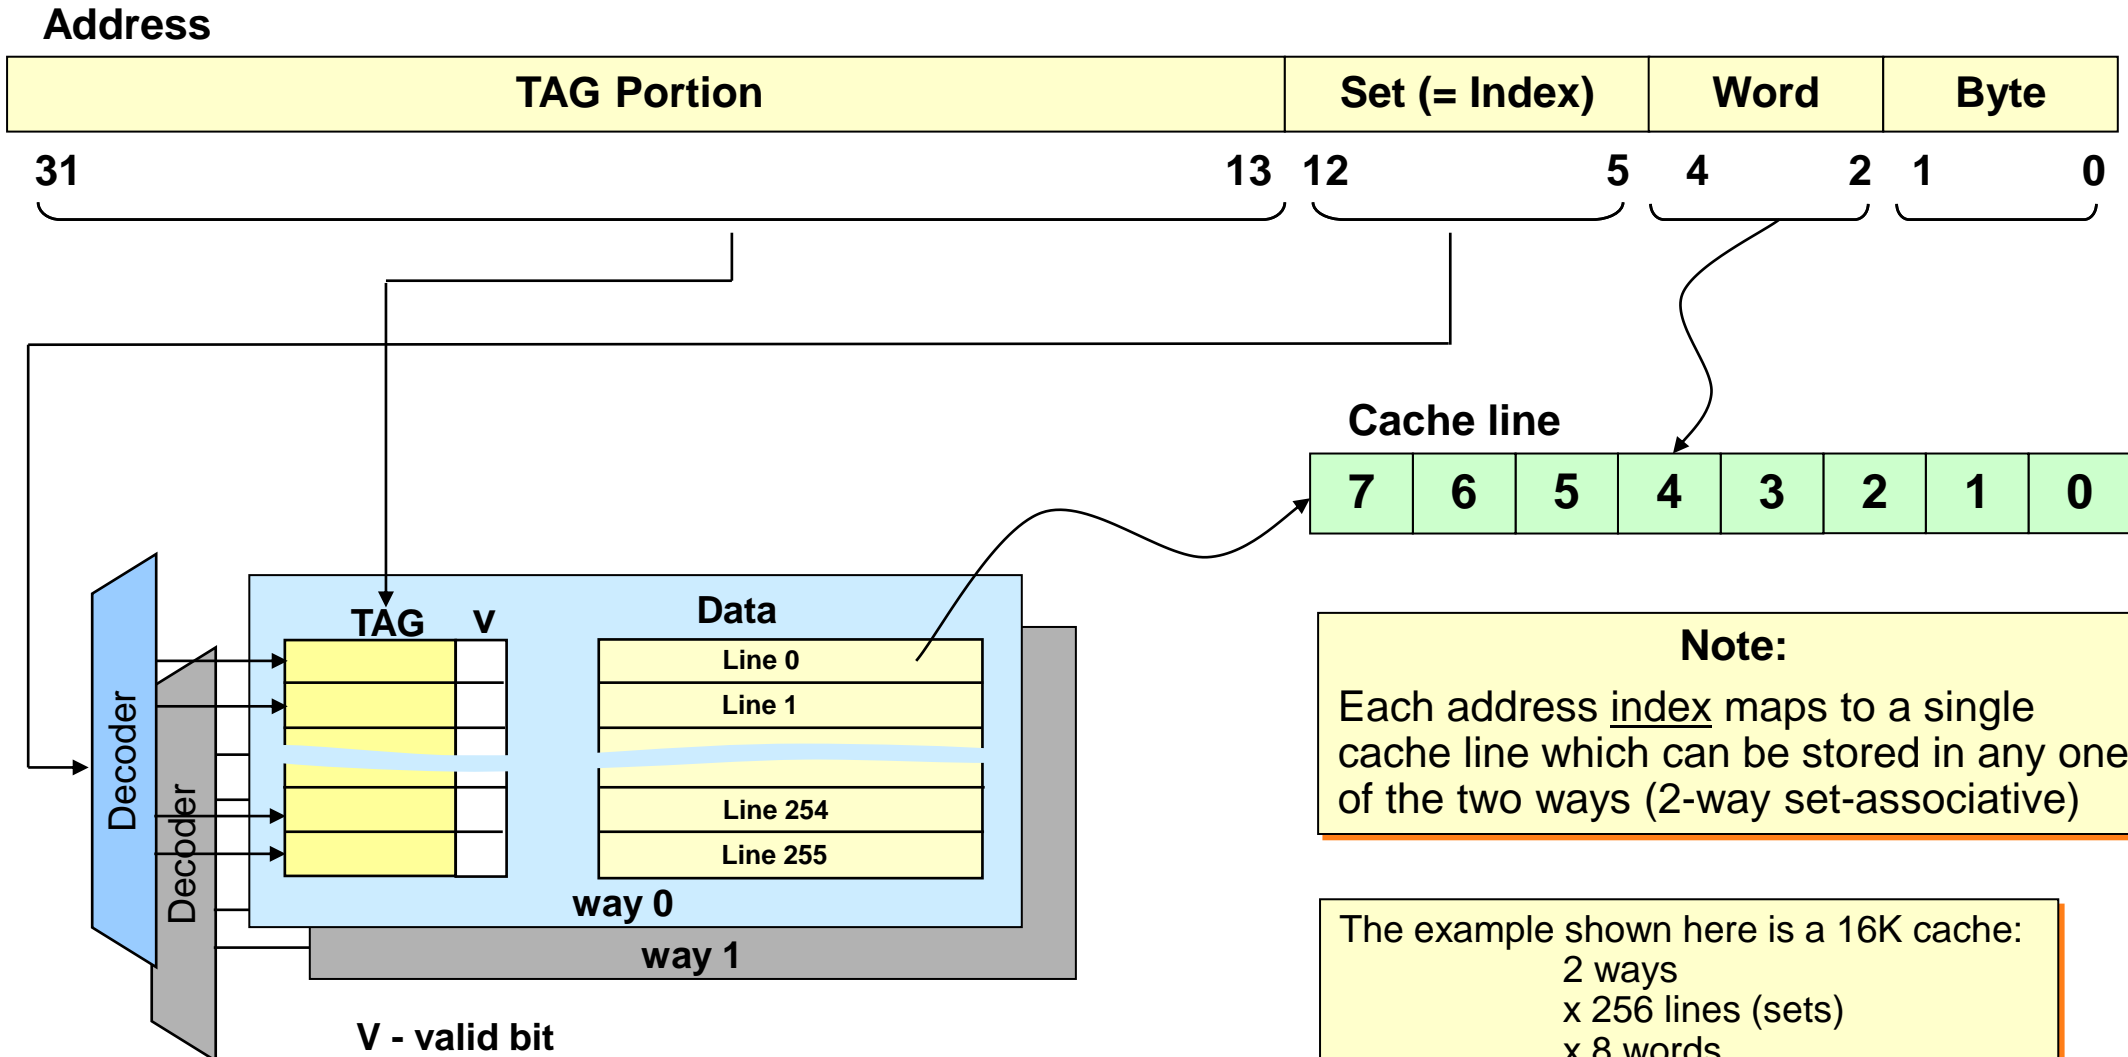 Address
TAG Portion Set (= Index) Word Byte
31 13 12 5 4 2 1 0
Cache line
7 6 5 4 3 2 1 0
TAG v Data
Line 0
Line 1
Line 254
Line 255
way 0
way 1
Decoder
Decoder
V - valid bit
Note:
Each address index maps to a single
cache line which can be stored in any one
of the two ways (2-way set-associative)
The example shown here is a 16K cache:
2 ways
x 256 lines (sets)
x 8 words